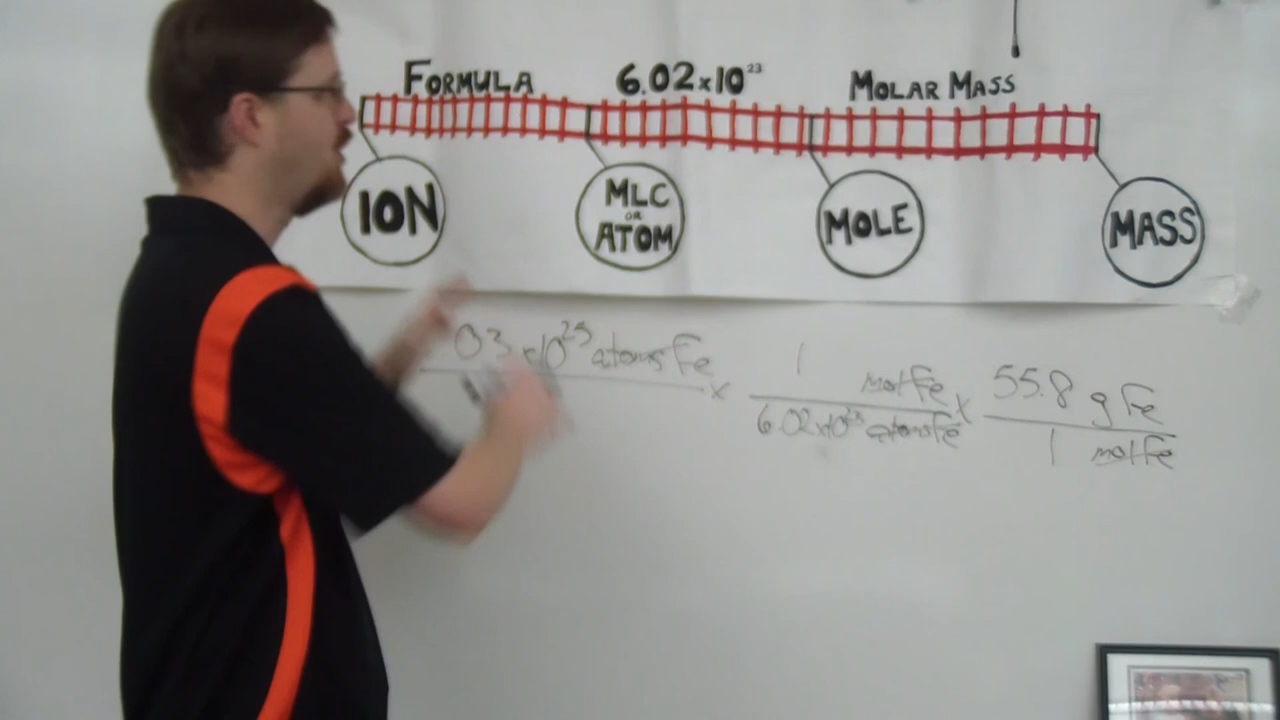 FORMULA 6.02x10²³ MOLAR MASS
ION MLC OR ATOM MOLE MASS
03 x10²⁵ atoms Fe x 1 mol Fe x 55.8 g Fe
6.02x10²³ atoms Fe 1 mol Fe